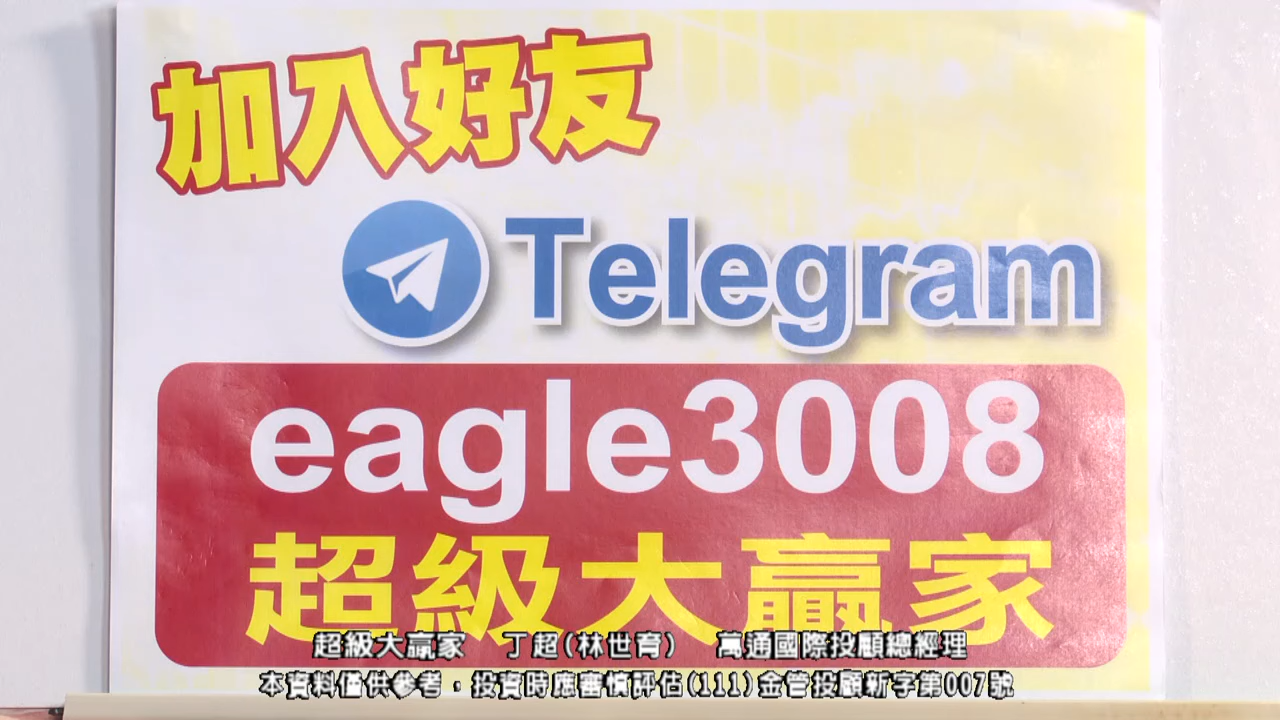 加入好友
Telegram
eagle3008
超級大贏家
超級大贏家 丁超(林世育) 萬通國際投顧總經理
本資料僅供參考，投資時應審慎評估(111)金管投顧新字第007號